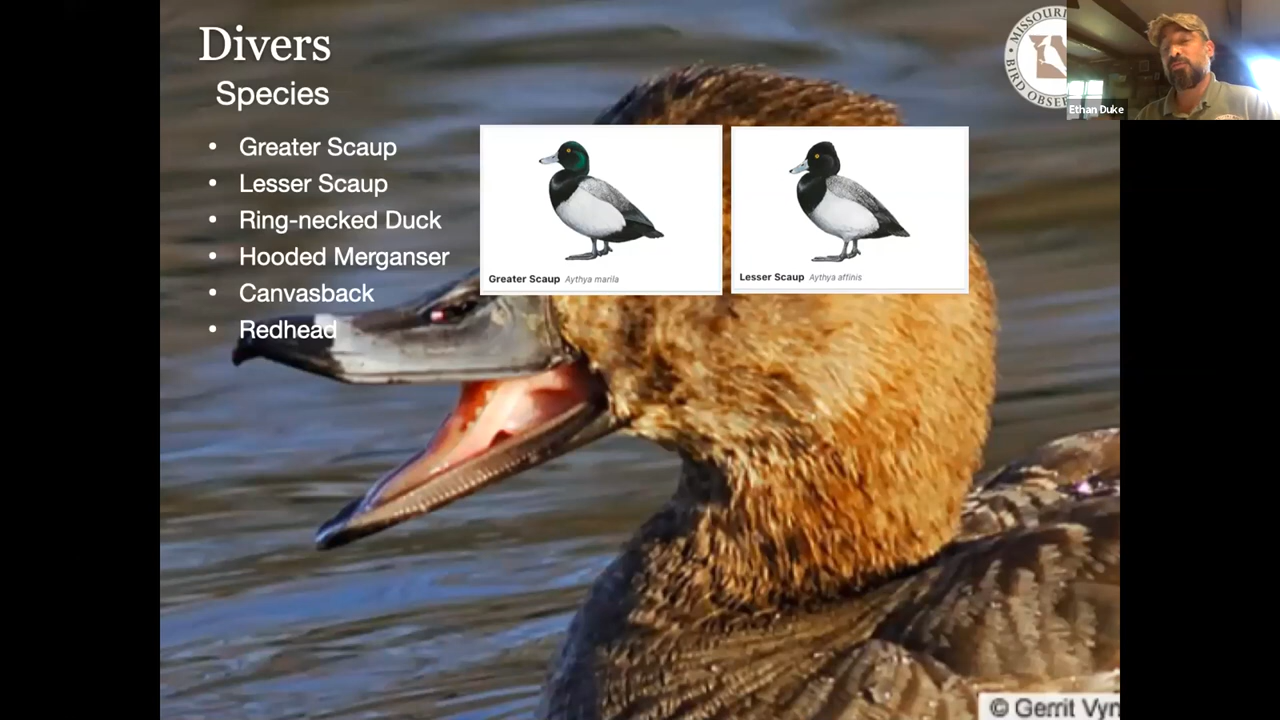 Divers
Species
• Greater Scaup
• Lesser Scaup
• Ring-necked Duck
• Hooded Merganser
• Canvasback
• Redhead
Greater Scaup Aythya marila
Lesser Scaup Aythya affinis
MISSOURI
BIRD OBSE
Ethan Duke
© Gerrit Vyn